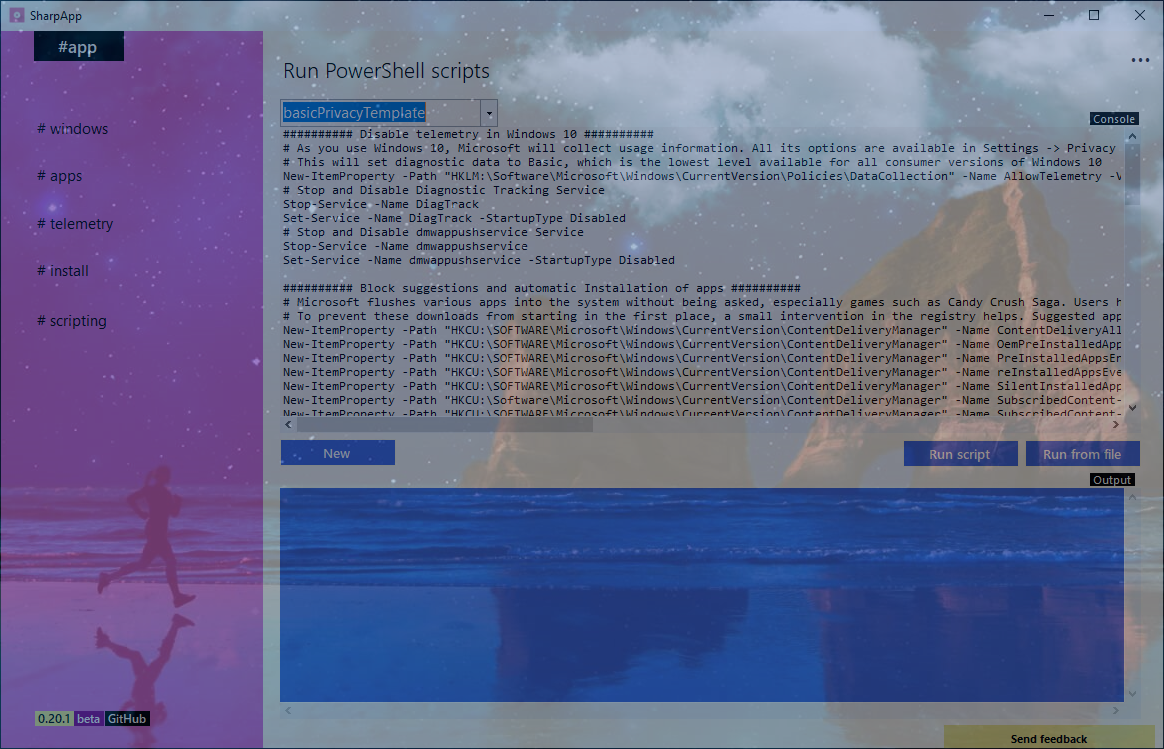 SharpApp
#app
# windows
# apps
# telemetry
# install
# scripting
0.20.1 beta GitHub
Run PowerShell scripts
basicPrivacyTemplate
Console
########## Disable telemetry in Windows 10 ##########
# As you use Windows 10, Microsoft will collect usage information. All its options are available in Settings -> Privacy
# This will set diagnostic data to Basic, which is the lowest level available for all consumer versions of Windows 10
New-ItemProperty -Path "HKLM:\Software\Microsoft\Windows\CurrentVersion\Policies\DataCollection" -Name AllowTelemetry -V
# Stop and Disable Diagnostic Tracking Service
Stop-Service -Name DiagTrack
Set-Service -Name DiagTrack -StartupType Disabled
# Stop and Disable dmwappushservice Service
Stop-Service -Name dmwappushservice
Set-Service -Name dmwappushservice -StartupType Disabled
########## Block suggestions and automatic Installation of apps ##########
# Microsoft flushes various apps into the system without being asked, especially games such as Candy Crush Saga. Users h
# To prevent these downloads from starting in the first place, a small intervention in the registry helps. Suggested app
New-ItemProperty -Path "HKCU:\SOFTWARE\Microsoft\Windows\CurrentVersion\ContentDeliveryManager" -Name ContentDeliveryAll
New-ItemProperty -Path "HKCU:\SOFTWARE\Microsoft\Windows\CurrentVersion\ContentDeliveryManager" -Name OemPreInstalledApp
New-ItemProperty -Path "HKCU:\SOFTWARE\Microsoft\Windows\CurrentVersion\ContentDeliveryManager" -Name PreInstalledAppsEn
New-ItemProperty -Path "HKCU:\SOFTWARE\Microsoft\Windows\CurrentVersion\ContentDeliveryManager" -Name reInstalledAppsEve
New-ItemProperty -Path "HKCU:\SOFTWARE\Microsoft\Windows\CurrentVersion\ContentDeliveryManager" -Name SilentInstalledApp
New-ItemProperty -Path "HKCU:\Software\Microsoft\Windows\CurrentVersion\ContentDeliveryManager" -Name SubscribedContent-
New-ItemProperty -Path "HKCU:\SOFTWARE\Microsoft\Windows\CurrentVersion\ContentDeliveryManager" -Name SubscribedContent-
New
Run script
Run from file
Output
Send feedback